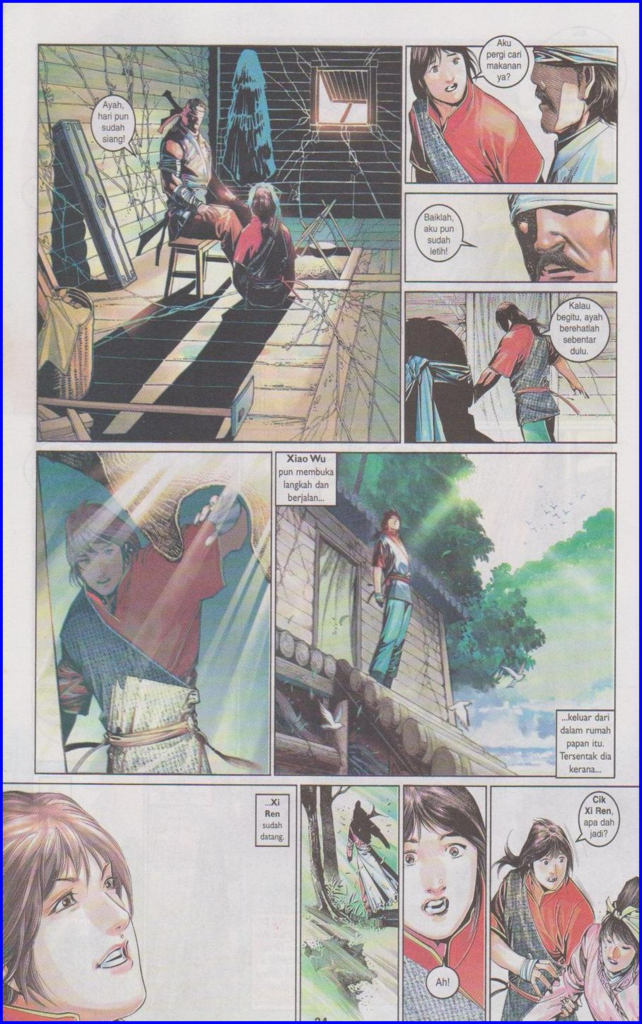 Ayah,
hari pun
sudah
siang!
Aku
pergi cari
makanan
ya?
Baiklah,
aku pun
sudah
letih!
Kalau
begitu, ayah
berehatlah
sebentar
dulu.
Xiao Wu
pun membuka
langkah dan
berjalan...
...keluar dari
dalam rumah
papan itu.
Tersentak dia
kerana...
...Xi
Ren
sudah
datang.
Ah!
Cik
Xi Ren,
apa dah
jadi?